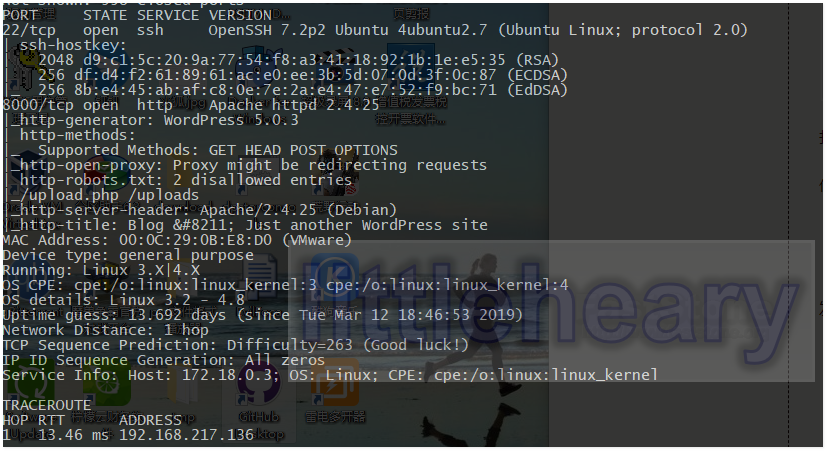 PORT     STATE SERVICE VERSION
22/tcp   open  ssh     OpenSSH 7.2p2 Ubuntu 4ubuntu2.7 (Ubuntu Linux; protocol 2.0)
| ssh-hostkey:
|   2048 d9:c1:5c:20:9a:77:54:f8:a3:41:18:92:1b:1e:e5:35 (RSA)
|   256 df:d4:f2:61:89:61:ac:e0:ee:3b:5d:07:0d:3f:0c:87 (ECDSA)
|_  256 8b:e4:45:ab:af:c8:0e:7e:2a:e4:47:e7:52:f9:bc:71 (EdDSA)
8000/tcp open  http    Apache httpd 2.4.25
|_http-generator: WordPress 5.0.3
| http-methods:
|_  Supported Methods: GET HEAD POST OPTIONS
|_http-open-proxy: Proxy might be redirecting requests
| http-robots.txt: 2 disallowed entries
|_/upload.php /uploads
|_http-server-header: Apache/2.4.25 (Debian)
|_http-title: Blog &#8211; Just another WordPress site
MAC Address: 00:0C:29:0B:E8:D0 (VMware)
Device type: general purpose
Running: Linux 3.X|4.X
OS CPE: cpe:/o:linux:linux_kernel:3 cpe:/o:linux:linux_kernel:4
OS details: Linux 3.2 - 4.8
Uptime guess: 13.692 days (since Tue Mar 12 18:46:53 2019)
Network Distance: 1 hop
TCP Sequence Prediction: Difficulty=263 (Good luck!)
IP ID Sequence Generation: All zeros
Service Info: Host: 172.18.0.3; OS: Linux; CPE: cpe:/o:linux:linux_kernel
TRACEROUTE
HOP RTT      ADDRESS
1   13.46 ms 192.168.217.136
littleheary
GitHub
雷电多开器